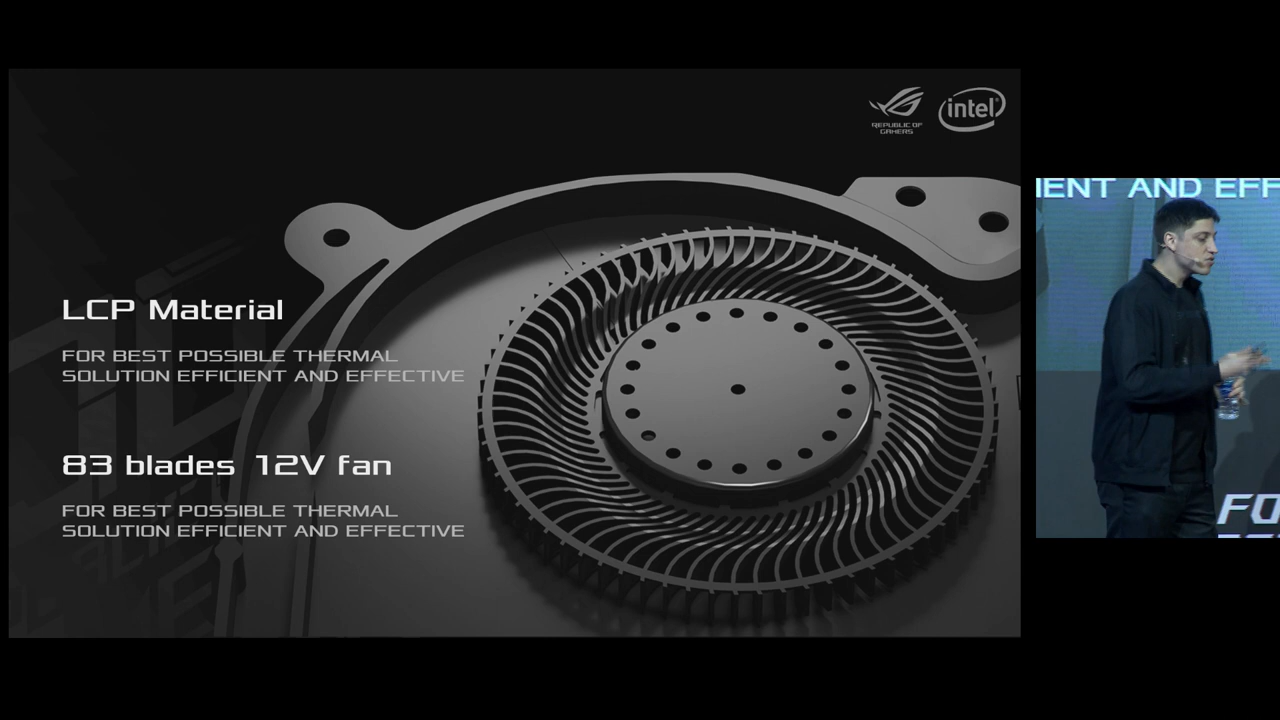 REPUBLIC OF
GAMERS
intel
LCP Material
FOR BEST POSSIBLE THERMAL
SOLUTION EFFICIENT AND EFFECTIVE
83 blades 12V fan
FOR BEST POSSIBLE THERMAL
SOLUTION EFFICIENT AND EFFECTIVE
IENT AND EFF
FO